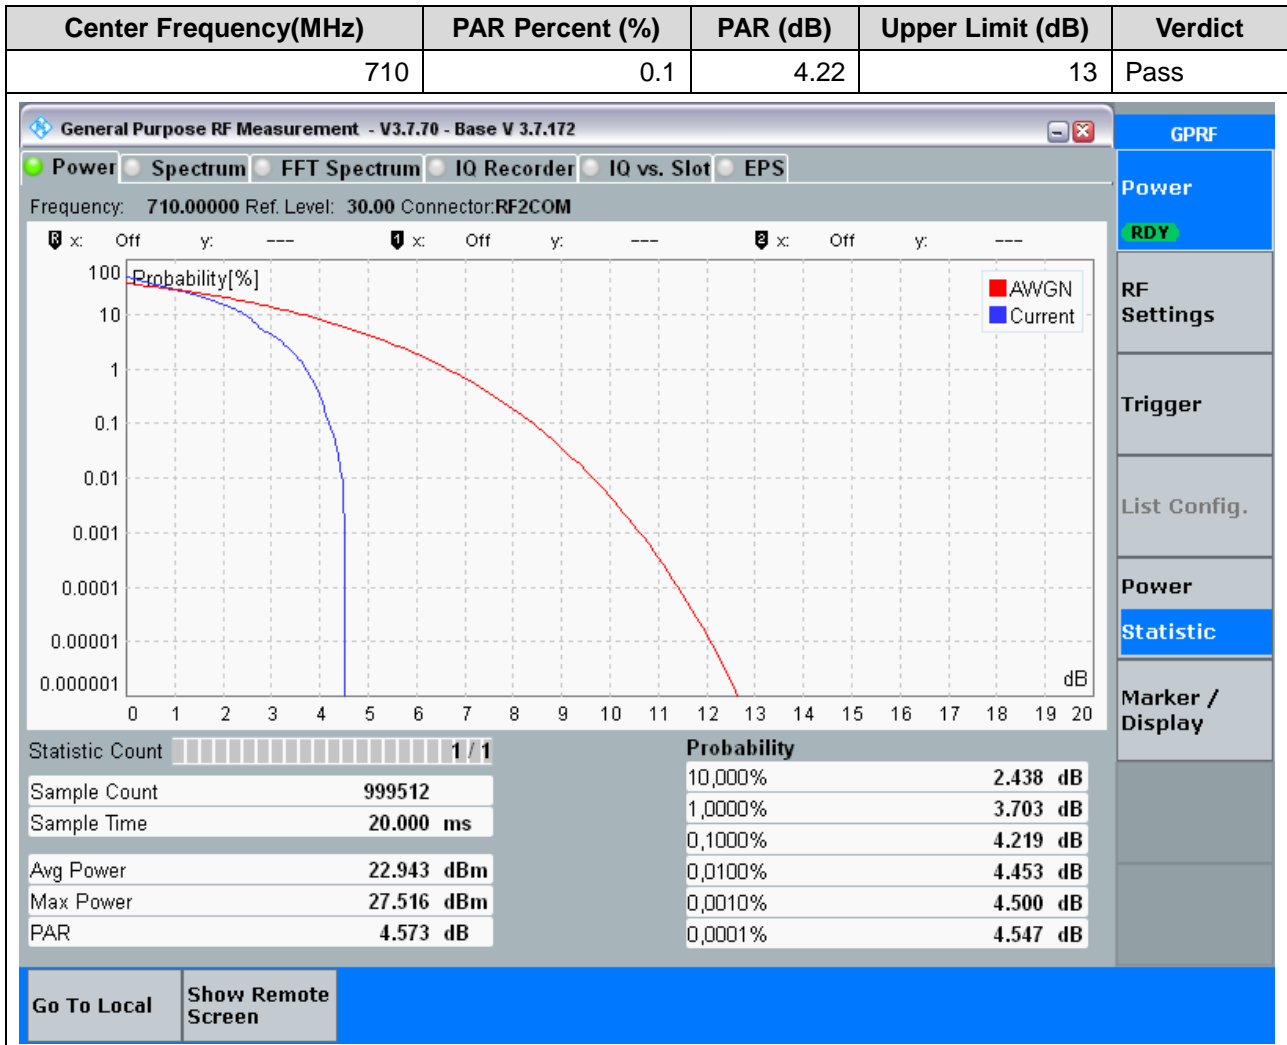 Center Frequency(MHz) PAR Percent (%) PAR (dB) Upper Limit (dB) Verdict
710 0.1 4.22 13 Pass
General Purpose RF Measurement - V3.7.70 - Base V 3.7.172
GPRF
Power Spectrum FFT Spectrum IQ Recorder IQ vs. Slot EPS
Power
RDY
Frequency: 710.00000 Ref. Level: 30.00 Connector:RF2COM
R x: Off y: --- 1 x: Off y: --- 2 x: Off y: ---
100 Probability[%]
AWGN
Current
10
1
0.1
0.01
0.001
0.0001
0.00001
0.000001
dB
0 1 2 3 4 5 6 7 8 9 10 11 12 13 14 15 16 17 18 19 20
RF
Settings
Trigger
List Config.
Power
Statistic
Marker /
Display
Statistic Count 1 / 1
Sample Count 999512
Sample Time 20.000 ms
Avg Power 22.943 dBm
Max Power 27.516 dBm
PAR 4.573 dB
Probability
10,000% 2.438 dB
1,0000% 3.703 dB
0,1000% 4.219 dB
0,0100% 4.453 dB
0,0010% 4.500 dB
0,0001% 4.547 dB
Go To Local
Show Remote
Screen